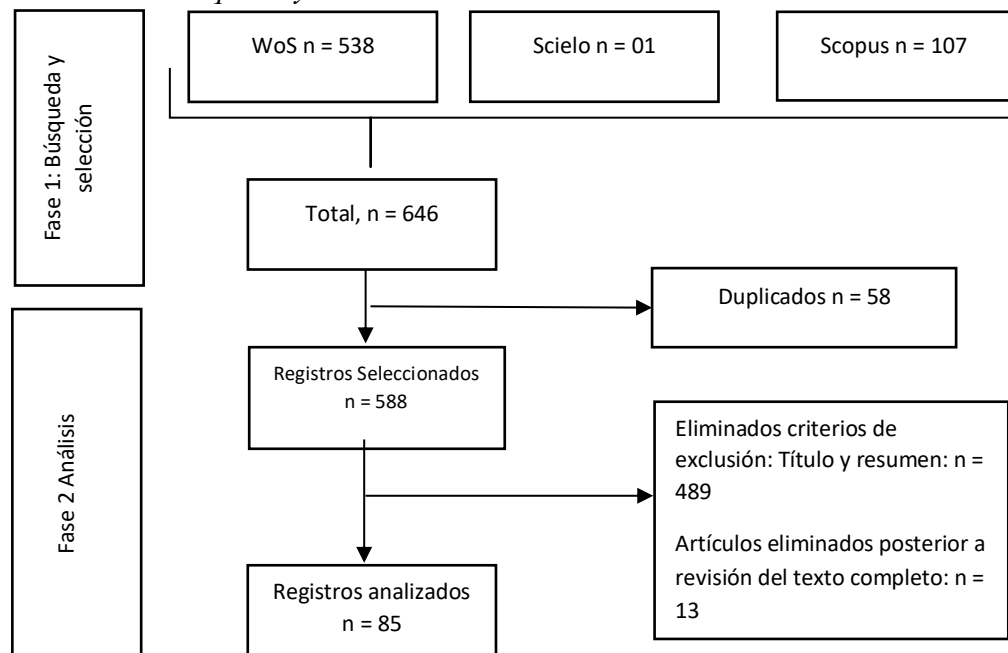 Fase 1: Búsqueda y
selección
WoS n = 538
Scielo n = 01
Scopus n = 107
Total, n = 646
Duplicados n = 58
Fase 2 Análisis
Registros Seleccionados
n = 588
Eliminados criterios de
exclusión: Título y resumen: n =
489
Artículos eliminados posterior a
revisión del texto completo: n =
13
Registros analizados
n = 85